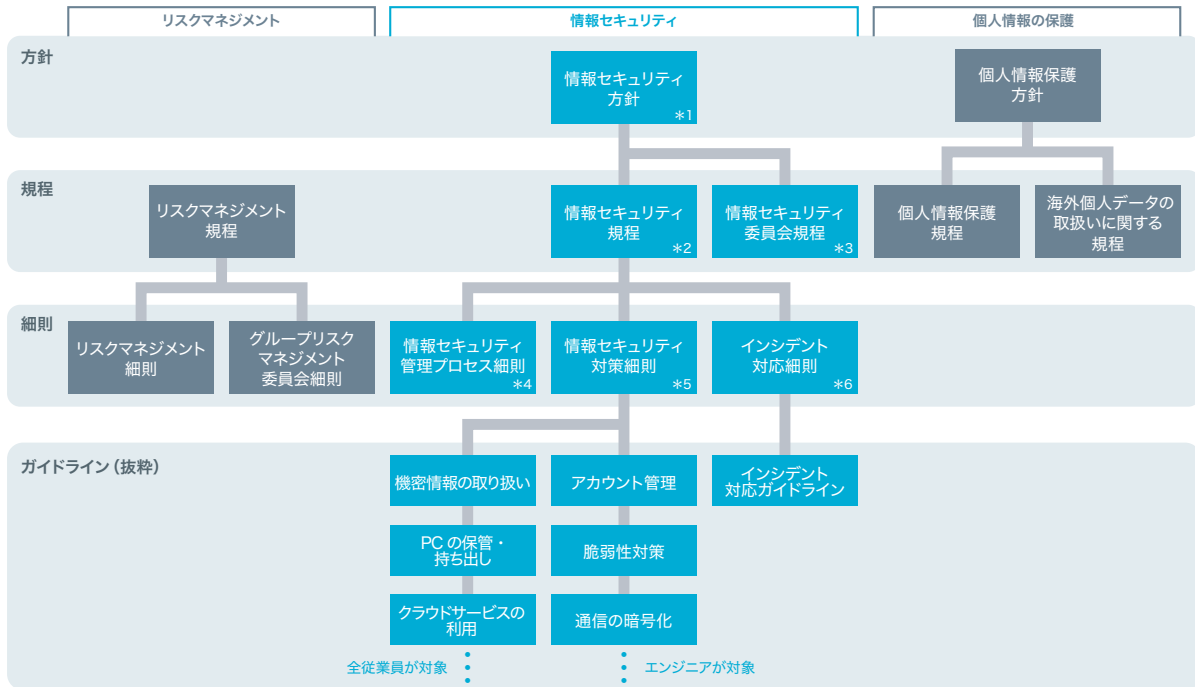 リスクマネジメント
情報セキュリティ
個人情報の保護
方針
情報セキュリティ
方針
*1
個人情報保護
方針
規程
リスクマネジメント
規程
情報セキュリティ
規程
*2
情報セキュリティ
委員会規程
*3
個人情報保護
規程
海外個人データの
取扱いに関する
規程
細則
リスクマネジメント
細則
グループリスク
マネジメント
委員会細則
情報セキュリティ
管理プロセス細則
*4
情報セキュリティ
対策細則
*5
インシデント
対応細則
*6
ガイドライン（抜粋）
機密情報の取り扱い
アカウント管理
インシデント
対応ガイドライン
PC の保管・
持ち出し
脆弱性対策
クラウドサービスの
利用
通信の暗号化
全従業員が対象
エンジニアが対象